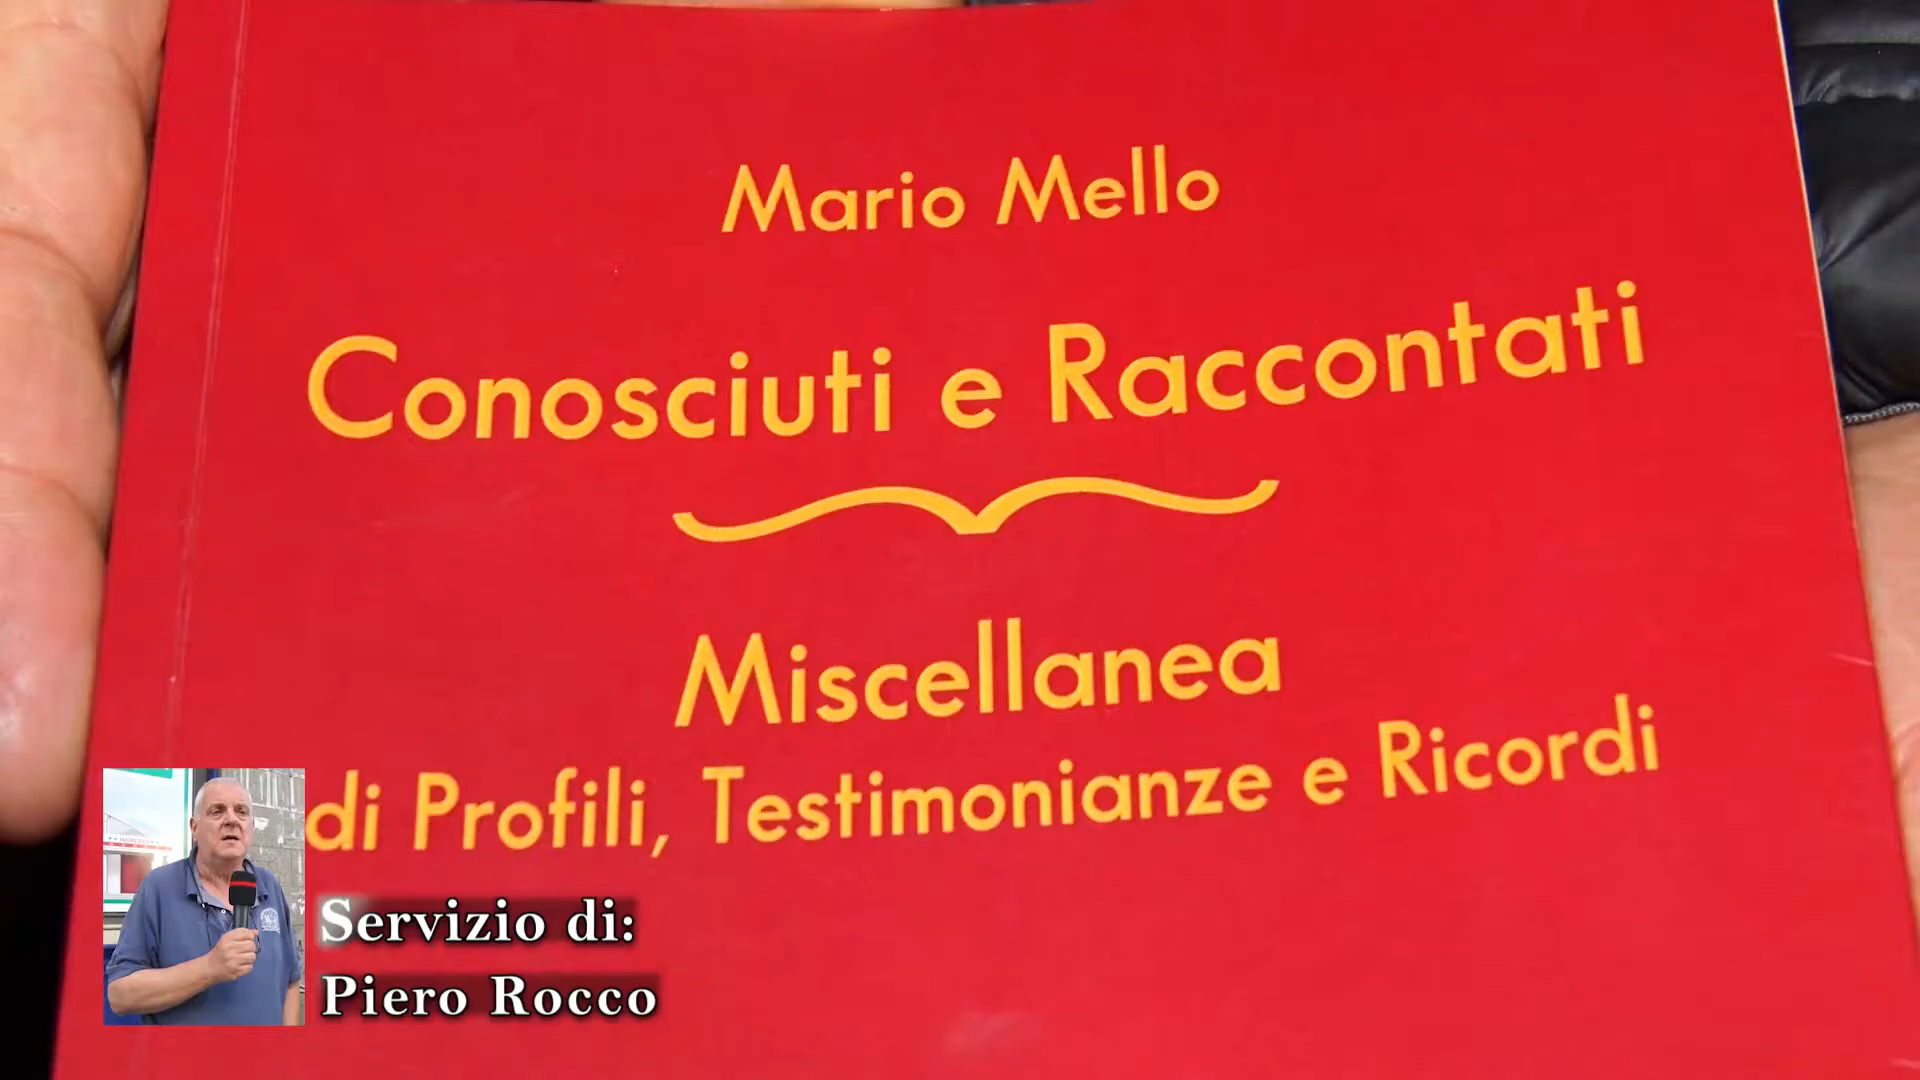 Mario Mello
Conosciuti e Raccontati
Miscellanea
di Profili, Testimonianze e Ricordi
Servizio di:
Piero Rocco